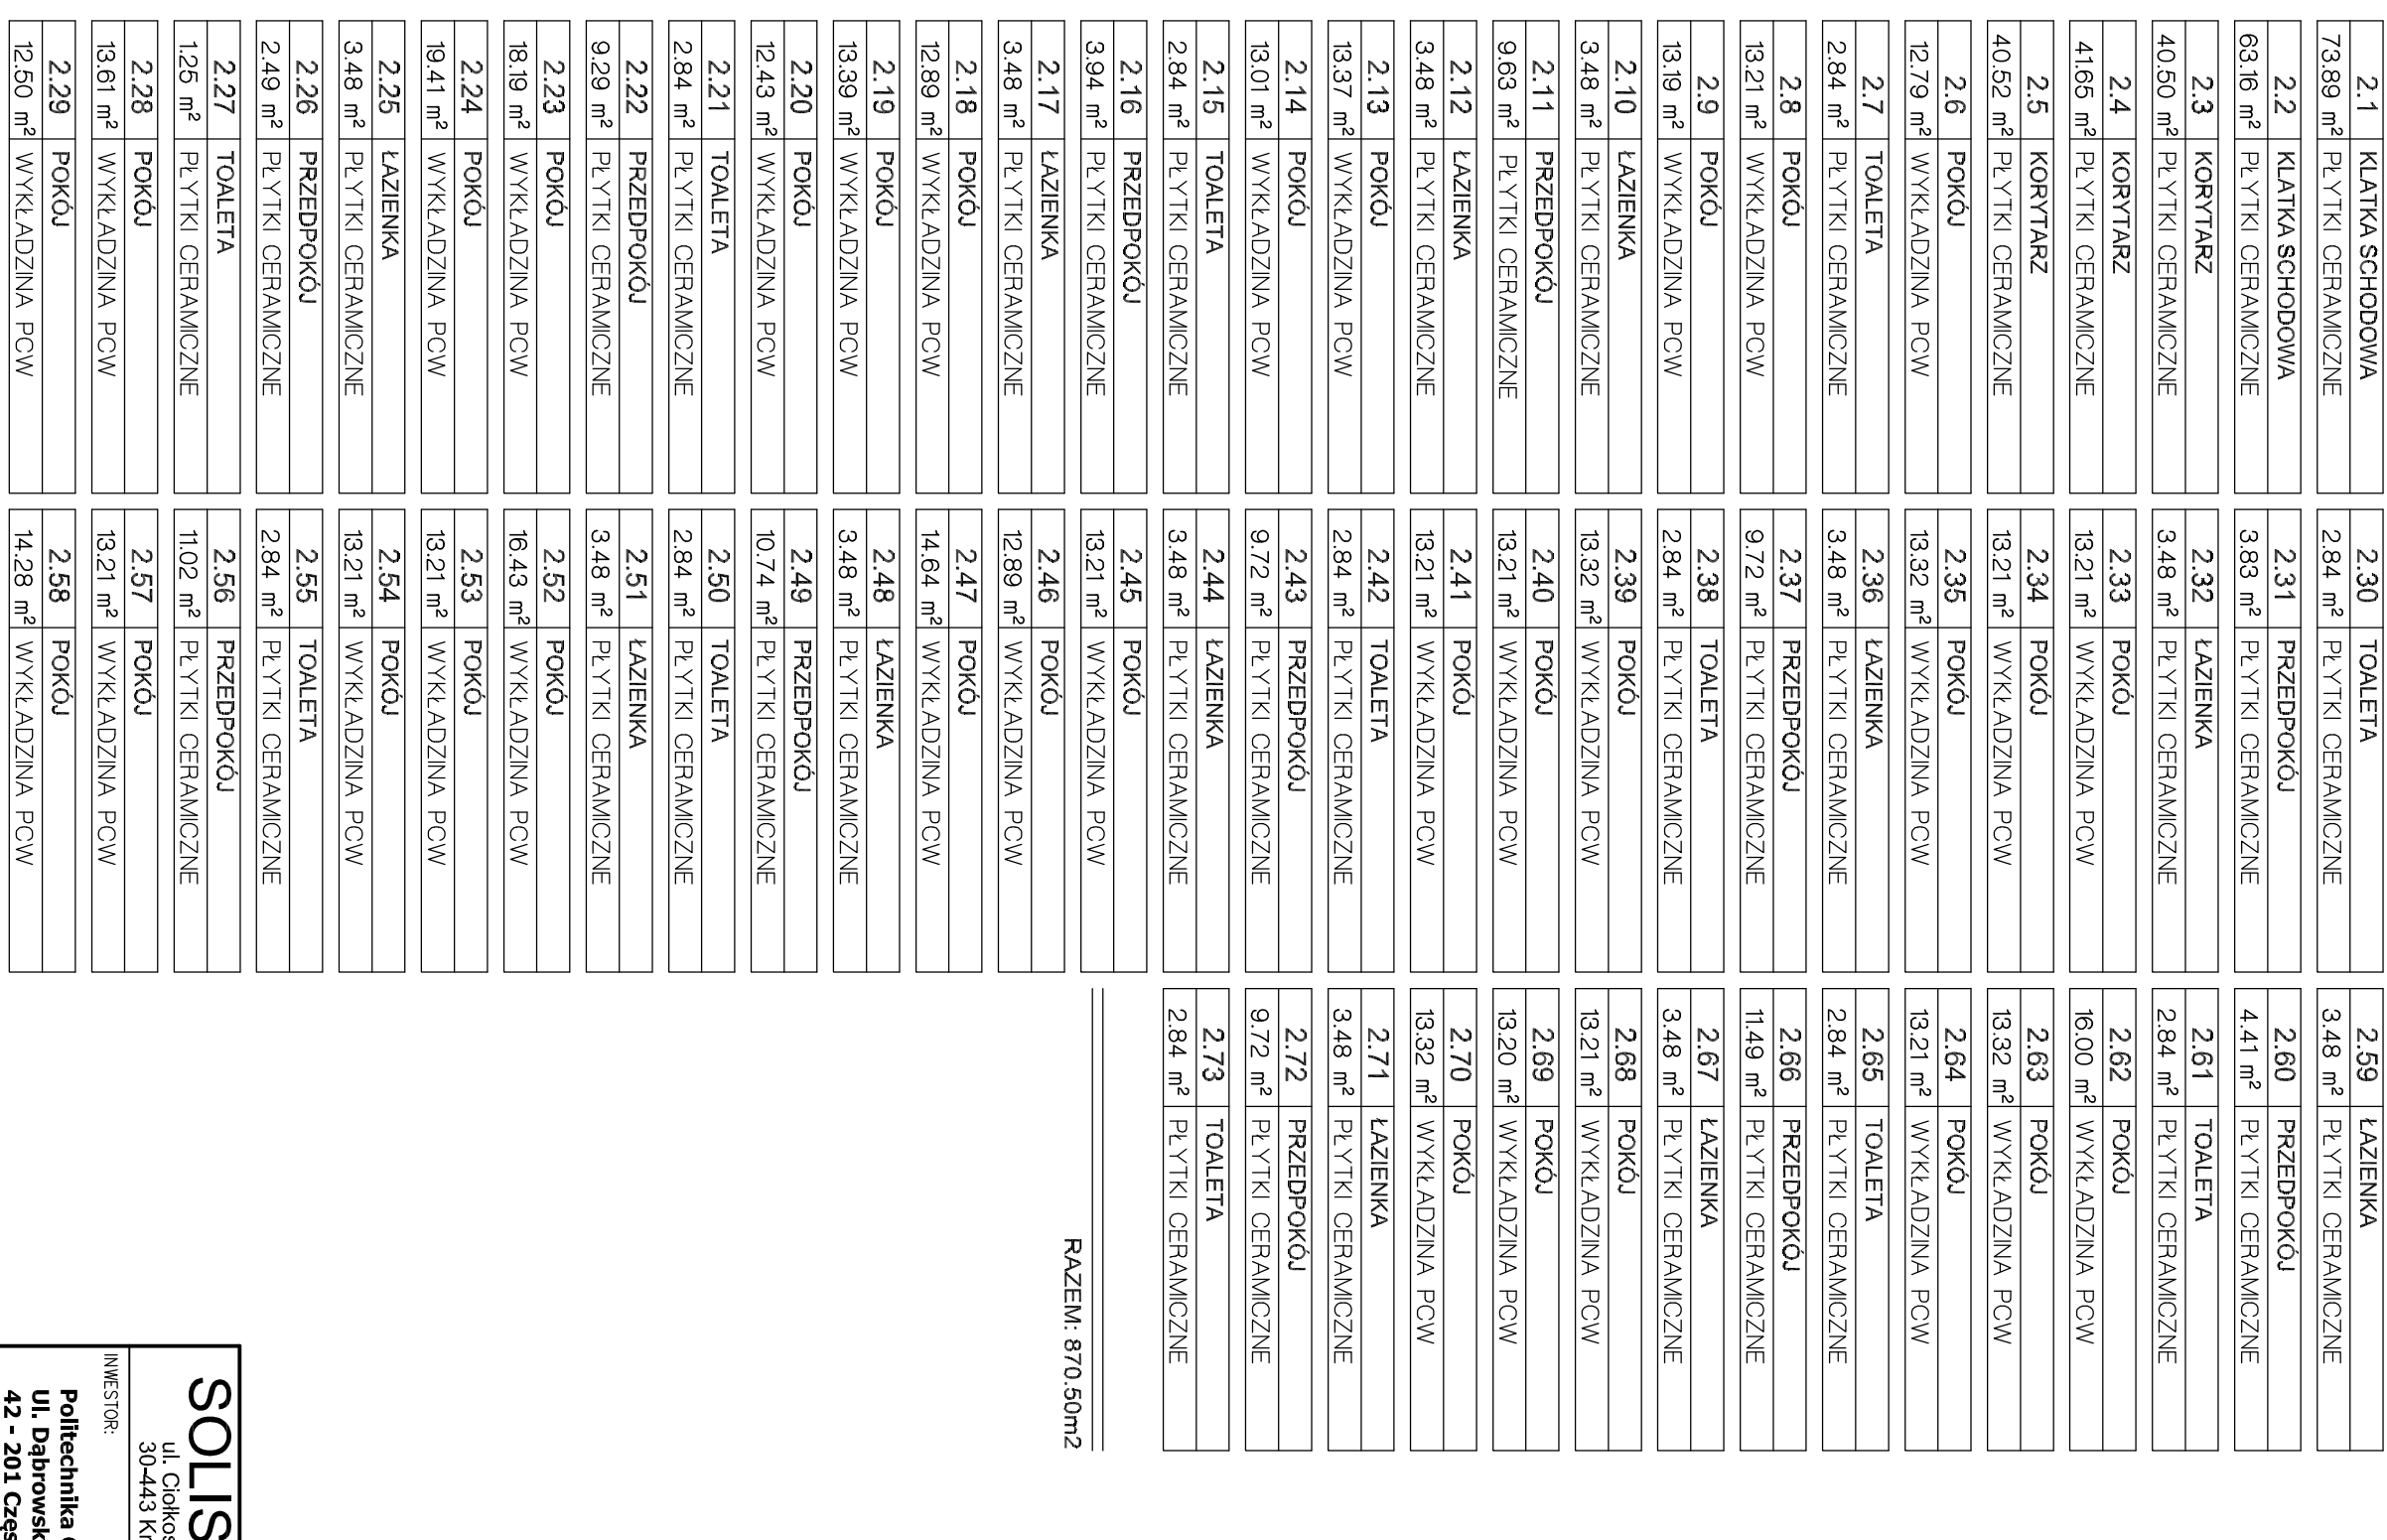 2.1 KLATKA SCHODOWA
73.89 m² PŁYTKI CERAMICZNE
2.2 KLATKA SCHODOWA
63.16 m² PŁYTKI CERAMICZNE
2.3 KORYTARZ
40.50 m² PŁYTKI CERAMICZNE
2.4 KORYTARZ
41.65 m² PŁYTKI CERAMICZNE
2.5 KORYTARZ
40.52 m² PŁYTKI CERAMICZNE
2.6 POKÓJ
12.79 m² WYKŁADZINA PCW
2.7 TOALETA
2.84 m² PŁYTKI CERAMICZNE
2.8 POKÓJ
13.21 m² WYKŁADZINA PCW
2.9 POKÓJ
13.19 m² WYKŁADZINA PCW
2.10 ŁAZIENKA
3.48 m² PŁYTKI CERAMICZNE
2.11 PRZEDPOKÓJ
9.63 m² PŁYTKI CERAMICZNE
2.12 ŁAZIENKA
3.48 m² PŁYTKI CERAMICZNE
2.13 POKÓJ
13.37 m² WYKŁADZINA PCW
2.14 POKÓJ
13.01 m² WYKŁADZINA PCW
2.15 TOALETA
2.84 m² PŁYTKI CERAMICZNE
2.16 PRZEDPOKÓJ
3.94 m² PŁYTKI CERAMICZNE
2.17 ŁAZIENKA
3.48 m² PŁYTKI CERAMICZNE
2.18 POKÓJ
12.89 m² WYKŁADZINA PCW
2.19 POKÓJ
13.39 m² WYKŁADZINA PCW
2.20 POKÓJ
12.43 m² WYKŁADZINA PCW
2.21 TOALETA
2.84 m² PŁYTKI CERAMICZNE
2.22 PRZEDPOKÓJ
9.29 m² PŁYTKI CERAMICZNE
2.23 POKÓJ
18.19 m² WYKŁADZINA PCW
2.24 POKÓJ
19.41 m² WYKŁADZINA PCW
2.25 ŁAZIENKA
3.48 m² PŁYTKI CERAMICZNE
2.26 PRZEDPOKÓJ
2.49 m² PŁYTKI CERAMICZNE
2.27 TOALETA
1.25 m² PŁYTKI CERAMICZNE
2.28 POKÓJ
13.61 m² WYKŁADZINA PCW
2.29 POKÓJ
12.50 m² WYKŁADZINA PCW
2.30 TOALETA
2.84 m² PŁYTKI CERAMICZNE
2.31 PRZEDPOKÓJ
3.83 m² PŁYTKI CERAMICZNE
2.32 ŁAZIENKA
3.48 m² PŁYTKI CERAMICZNE
2.33 POKÓJ
13.21 m² WYKŁADZINA PCW
2.34 POKÓJ
13.21 m² WYKŁADZINA PCW
2.35 POKÓJ
13.32 m² WYKŁADZINA PCW
2.36 ŁAZIENKA
3.48 m² PŁYTKI CERAMICZNE
2.37 PRZEDPOKÓJ
9.72 m² PŁYTKI CERAMICZNE
2.38 TOALETA
2.84 m² PŁYTKI CERAMICZNE
2.39 POKÓJ
13.32 m² WYKŁADZINA PCW
2.40 POKÓJ
13.21 m² WYKŁADZINA PCW
2.41 POKÓJ
13.21 m² WYKŁADZINA PCW
2.42 TOALETA
2.84 m² PŁYTKI CERAMICZNE
2.43 PRZEDPOKÓJ
9.72 m² PŁYTKI CERAMICZNE
2.44 ŁAZIENKA
3.48 m² PŁYTKI CERAMICZNE
2.45 POKÓJ
13.21 m² WYKŁADZINA PCW
2.46 POKÓJ
12.89 m² WYKŁADZINA PCW
2.47 POKÓJ
14.64 m² WYKŁADZINA PCW
2.48 ŁAZIENKA
3.48 m² PŁYTKI CERAMICZNE
2.49 PRZEDPOKÓJ
10.74 m² PŁYTKI CERAMICZNE
2.50 TOALETA
2.84 m² PŁYTKI CERAMICZNE
2.51 ŁAZIENKA
3.48 m² PŁYTKI CERAMICZNE
2.52 POKÓJ
16.43 m² WYKŁADZINA PCW
2.53 POKÓJ
13.21 m² WYKŁADZINA PCW
2.54 POKÓJ
13.21 m² WYKŁADZINA PCW
2.55 TOALETA
2.84 m² PŁYTKI CERAMICZNE
2.56 PRZEDPOKÓJ
11.02 m² PŁYTKI CERAMICZNE
2.57 POKÓJ
13.21 m² WYKŁADZINA PCW
2.58 POKÓJ
14.28 m² WYKŁADZINA PCW
2.59 ŁAZIENKA
3.48 m² PŁYTKI CERAMICZNE
2.60 PRZEDPOKÓJ
4.41 m² PŁYTKI CERAMICZNE
2.61 TOALETA
2.84 m² PŁYTKI CERAMICZNE
2.62 POKÓJ
16.00 m² WYKŁADZINA PCW
2.63 POKÓJ
13.32 m² WYKŁADZINA PCW
2.64 POKÓJ
13.21 m² WYKŁADZINA PCW
2.65 TOALETA
2.84 m² PŁYTKI CERAMICZNE
2.66 PRZEDPOKÓJ
11.49 m² PŁYTKI CERAMICZNE
2.67 ŁAZIENKA
3.48 m² PŁYTKI CERAMICZNE
2.68 POKÓJ
13.21 m² WYKŁADZINA PCW
2.69 POKÓJ
13.20 m² WYKŁADZINA PCW
2.70 POKÓJ
13.32 m² WYKŁADZINA PCW
2.71 ŁAZIENKA
3.48 m² PŁYTKI CERAMICZNE
2.72 PRZEDPOKÓJ
9.72 m² PŁYTKI CERAMICZNE
2.73 TOALETA
2.84 m² PŁYTKI CERAMICZNE
RAZEM: 870.50m2
SOLIS
ul. Ciołkos
30-443 Kr
INWESTOR:
Politechnika
Ul. Dąbrowsk
42 - 201 Częs